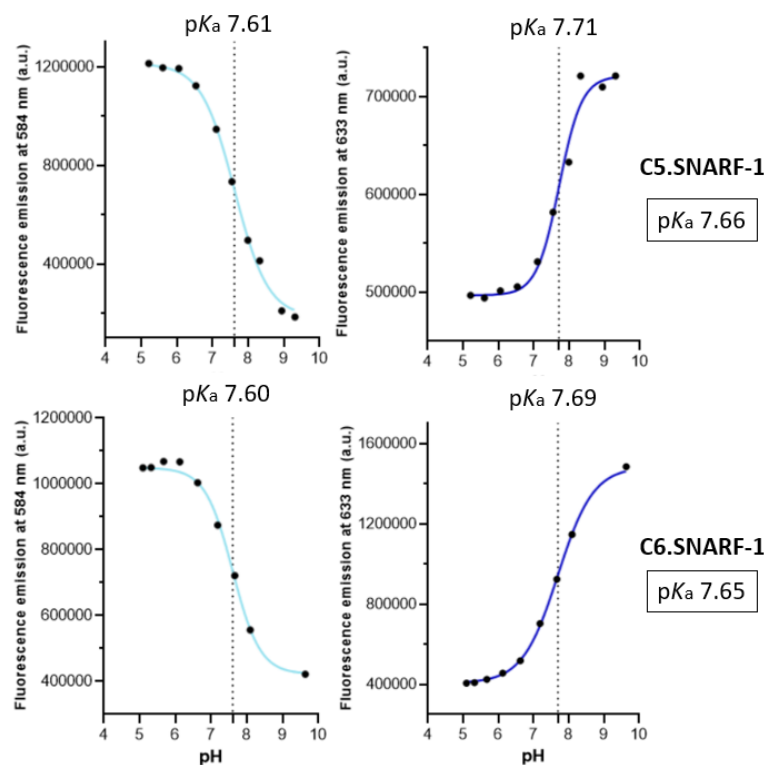 pKa 7.61
pKa 7.71
Fluorescence emission at 584 nm (a.u.)
1200000
800000
400000
4 5 6 7 8 9 10
Fluorescence emission at 633 nm (a.u.)
700000
600000
500000
4 5 6 7 8 9 10
C5.SNARF-1
pKa 7.66
pKa 7.60
pKa 7.69
Fluorescence emission at 584 nm (a.u.)
1200000
1000000
800000
600000
400000
4 5 6 7 8 9 10
pH
Fluorescence emission at 633 nm (a.u.)
1600000
1200000
800000
400000
4 5 6 7 8 9 10
pH
C6.SNARF-1
pKa 7.65